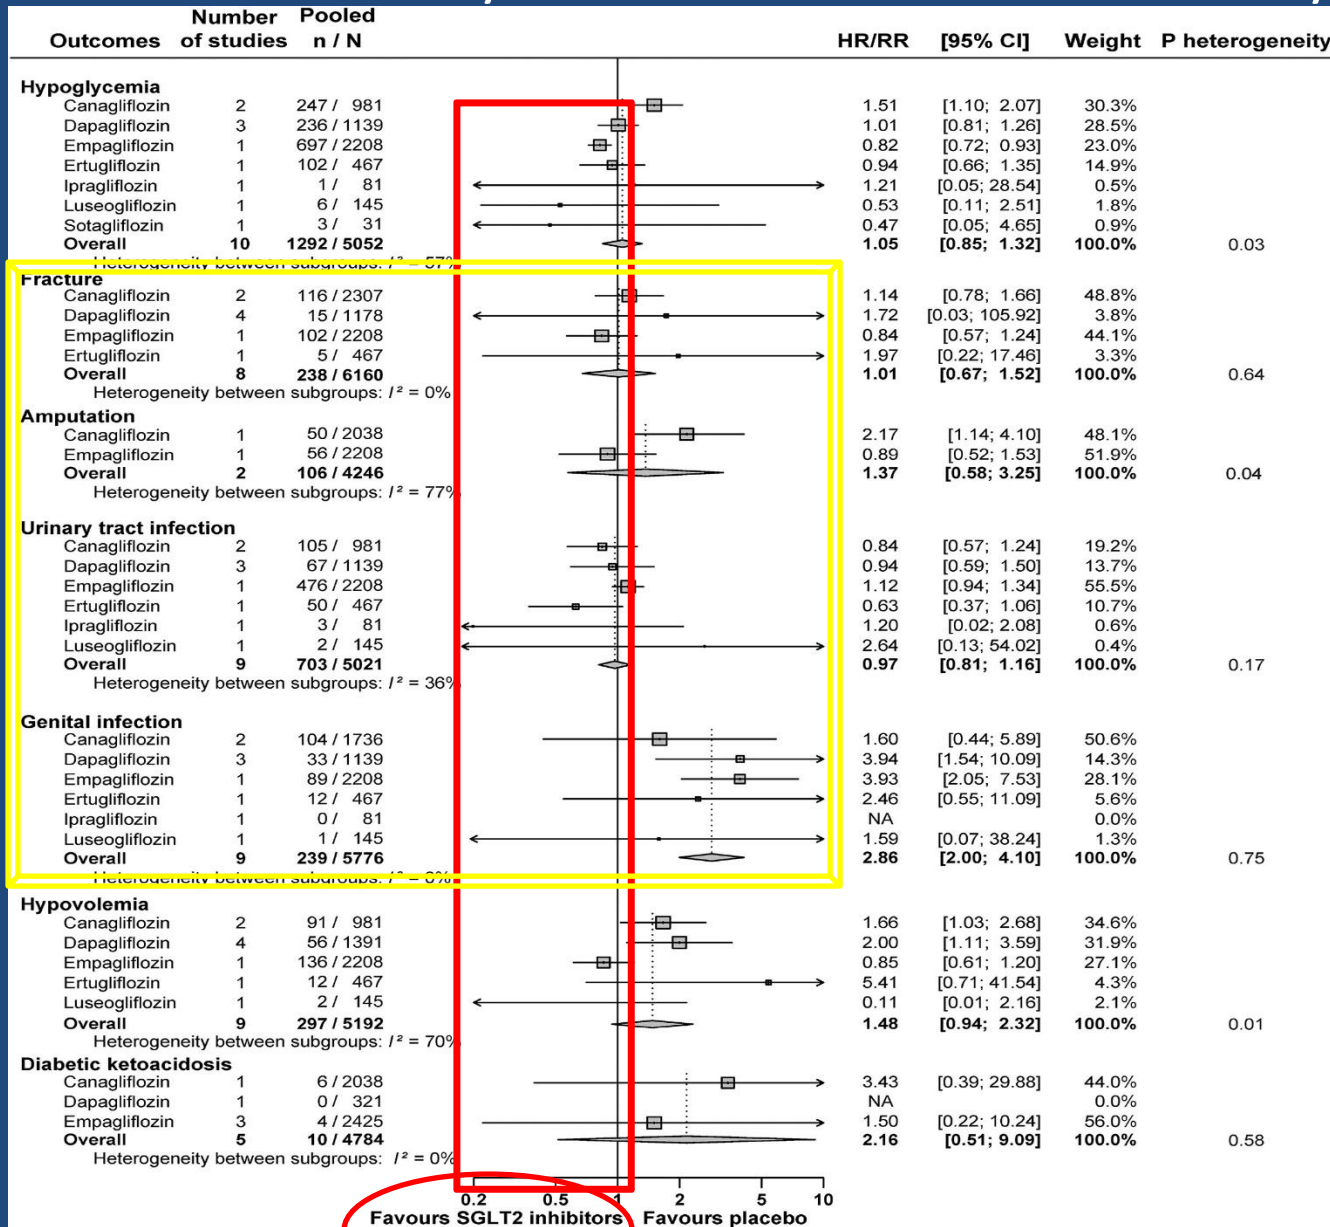 Number Pooled
Outcomes of studies n / N HR/RR [95% CI] Weight P heterogeneity
Hypoglycemia
Canagliflozin 2 247 / 981 1.51 [1.10; 2.07] 30.3%
Dapagliflozin 3 236 / 1139 1.01 [0.81; 1.26] 28.5%
Empagliflozin 1 697 / 2208 0.82 [0.72; 0.93] 23.0%
Ertugliflozin 1 102 / 467 0.94 [0.66; 1.35] 14.9%
Ipragliflozin 1 1 / 81 1.21 [0.05; 28.54] 0.5%
Luseogliflozin 1 6 / 145 0.53 [0.11; 2.51] 1.8%
Sotagliflozin 1 3 / 31 0.47 [0.05; 4.65] 0.9%
Overall 10 1292 / 5052 1.05 [0.85; 1.32] 100.0% 0.03
Heterogeneity between subgroups: I² = 57%
Fracture
Canagliflozin 2 116 / 2307 1.14 [0.78; 1.66] 48.8%
Dapagliflozin 4 15 / 1178 1.72 [0.03; 105.92] 3.8%
Empagliflozin 1 102 / 2208 0.84 [0.57; 1.24] 44.1%
Ertugliflozin 1 5 / 467 1.97 [0.22; 17.46] 3.3%
Overall 8 238 / 6160 1.01 [0.67; 1.52] 100.0% 0.64
Heterogeneity between subgroups: I² = 0%
Amputation
Canagliflozin 1 50 / 2038 2.17 [1.14; 4.10] 48.1%
Empagliflozin 1 56 / 2208 0.89 [0.52; 1.53] 51.9%
Overall 2 106 / 4246 1.37 [0.58; 3.25] 100.0% 0.04
Heterogeneity between subgroups: I² = 77%
Urinary tract infection
Canagliflozin 2 105 / 981 0.84 [0.57; 1.24] 19.2%
Dapagliflozin 3 67 / 1139 0.94 [0.59; 1.50] 13.7%
Empagliflozin 1 476 / 2208 1.12 [0.94; 1.34] 55.5%
Ertugliflozin 1 50 / 467 0.63 [0.37; 1.06] 10.7%
Ipragliflozin 1 3 / 81 1.20 [0.02; 2.08] 0.6%
Luseogliflozin 1 2 / 145 2.64 [0.13; 54.02] 0.4%
Overall 9 703 / 5021 0.97 [0.81; 1.16] 100.0% 0.17
Heterogeneity between subgroups: I² = 36%
Genital infection
Canagliflozin 2 104 / 1736 1.60 [0.44; 5.89] 50.6%
Dapagliflozin 3 33 / 1139 3.94 [1.54; 10.09] 14.3%
Empagliflozin 1 89 / 2208 3.93 [2.05; 7.53] 28.1%
Ertugliflozin 1 12 / 467 2.46 [0.55; 11.09] 5.6%
Ipragliflozin 1 0 / 81 NA 0.0%
Luseogliflozin 1 1 / 145 1.59 [0.07; 38.24] 1.3%
Overall 9 239 / 5776 2.86 [2.00; 4.10] 100.0% 0.75
Heterogeneity between subgroups: I² = 0%
Hypovolemia
Canagliflozin 2 91 / 981 1.66 [1.03; 2.68] 34.6%
Dapagliflozin 4 56 / 1391 2.00 [1.11; 3.59] 31.9%
Empagliflozin 1 136 / 2208 0.85 [0.61; 1.20] 27.1%
Ertugliflozin 1 12 / 467 5.41 [0.71; 41.54] 4.3%
Luseogliflozin 1 2 / 145 0.11 [0.01; 2.16] 2.1%
Overall 9 297 / 5192 1.48 [0.94; 2.32] 100.0% 0.01
Heterogeneity between subgroups: I² = 70%
Diabetic ketoacidosis
Canagliflozin 1 6 / 2038 3.43 [0.39; 29.88] 44.0%
Dapagliflozin 1 0 / 321 NA 0.0%
Empagliflozin 3 4 / 2425 1.50 [0.22; 10.24] 56.0%
Overall 5 10 / 4784 2.16 [0.51; 9.09] 100.0% 0.58
Heterogeneity between subgroups: I² = 0%
0.2 0.5 1 2 5 10
Favours SGLT2 inhibitors Favours placebo